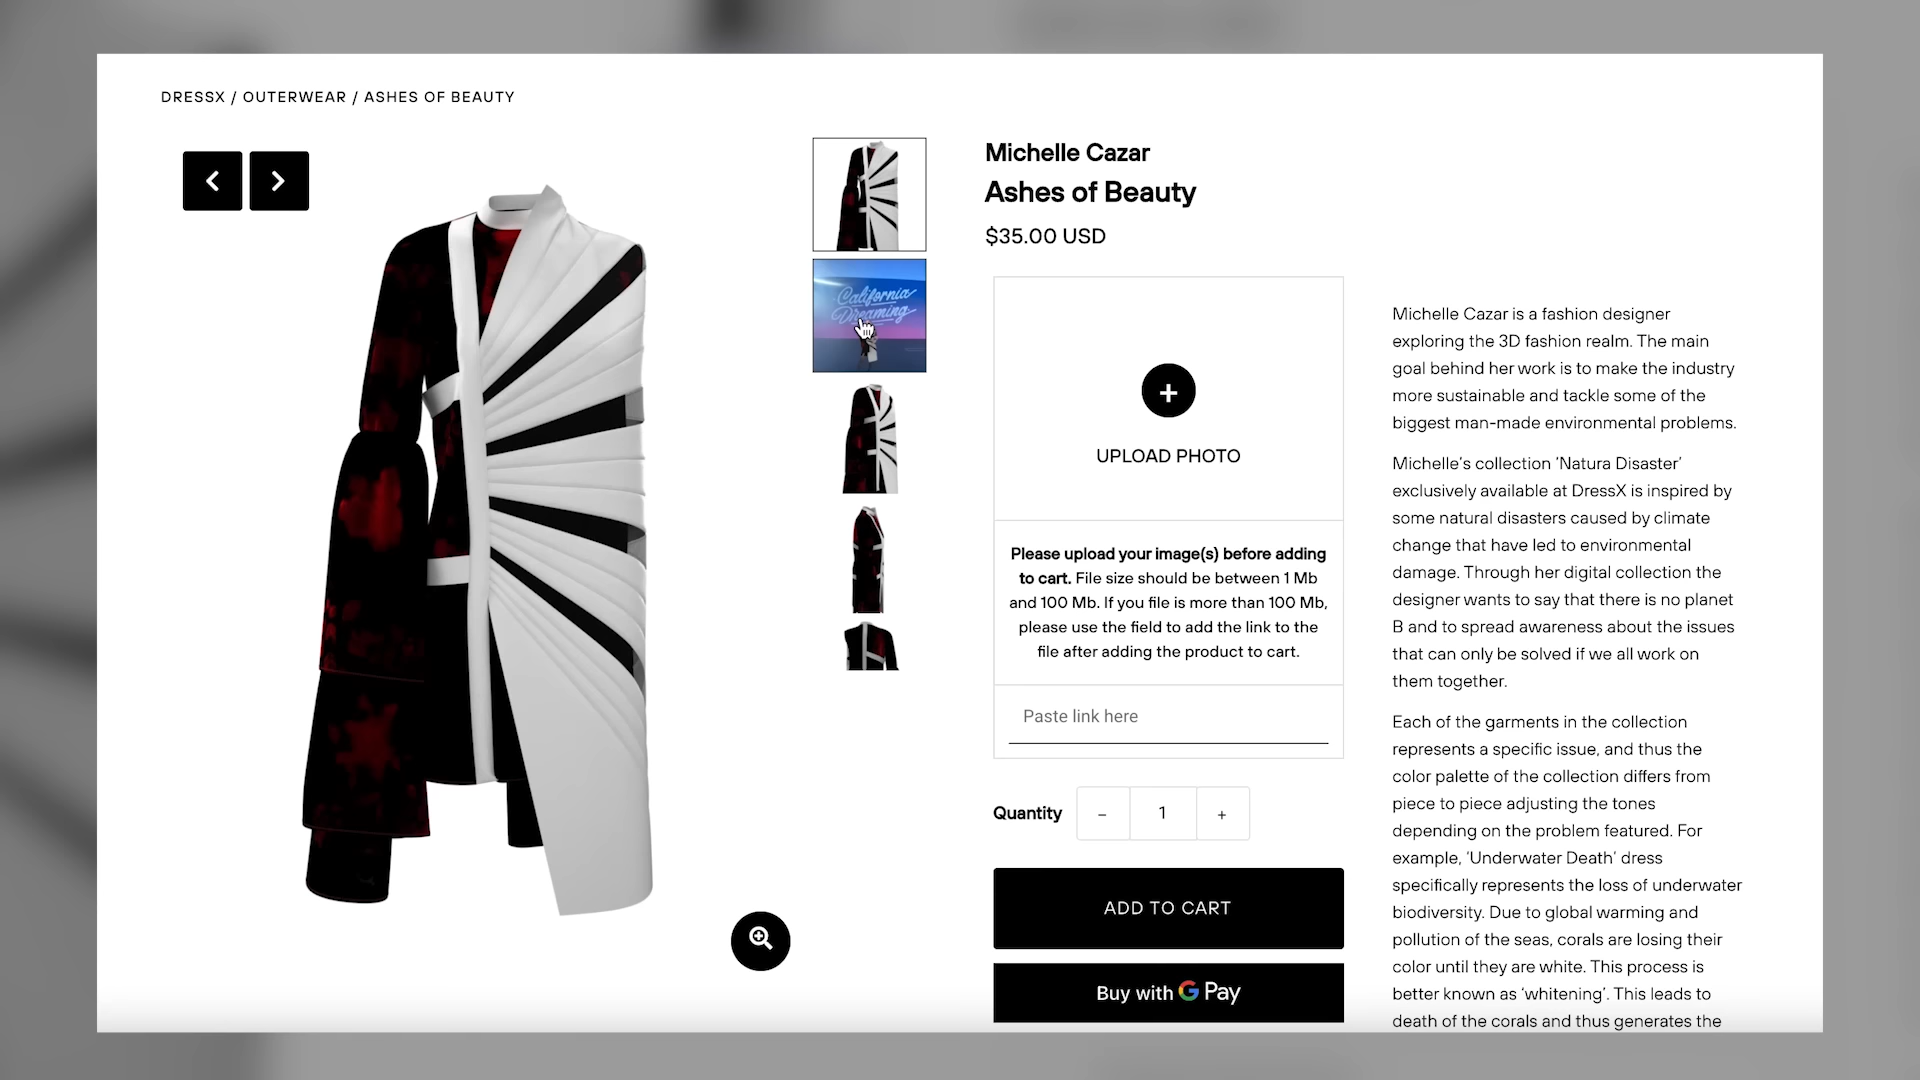 DRESSX / OUTERWEAR / ASHES OF BEAUTY
California
Dreaming
Michelle Cazar
Ashes of Beauty
$35.00 USD
+
UPLOAD PHOTO
Please upload your image(s) before adding
to cart. File size should be between 1 Mb
and 100 Mb. If you file is more than 100 Mb,
please use the field to add the link to the
file after adding the product to cart.
Paste link here
Quantity - 1 +
ADD TO CART
Buy with G Pay
Michelle Cazar is a fashion designer
exploring the 3D fashion realm. The main
goal behind her work is to make the industry
more sustainable and tackle some of the
biggest man-made environmental problems.
Michelle’s collection ‘Natura Disaster’
exclusively available at DressX is inspired by
some natural disasters caused by climate
change that have led to environmental
damage. Through her digital collection the
designer wants to say that there is no planet
B and to spread awareness about the issues
that can only be solved if we all work on
them together.
Each of the garments in the collection
represents a specific issue, and thus the
color palette of the collection differs from
piece to piece adjusting the tones
depending on the problem featured. For
example, ‘Underwater Death’ dress
specifically represents the loss of underwater
biodiversity. Due to global warming and
pollution of the seas, corals are losing their
color until they are white. This process is
better known as ‘whitening’. This leads to
death of the corals and thus generates the